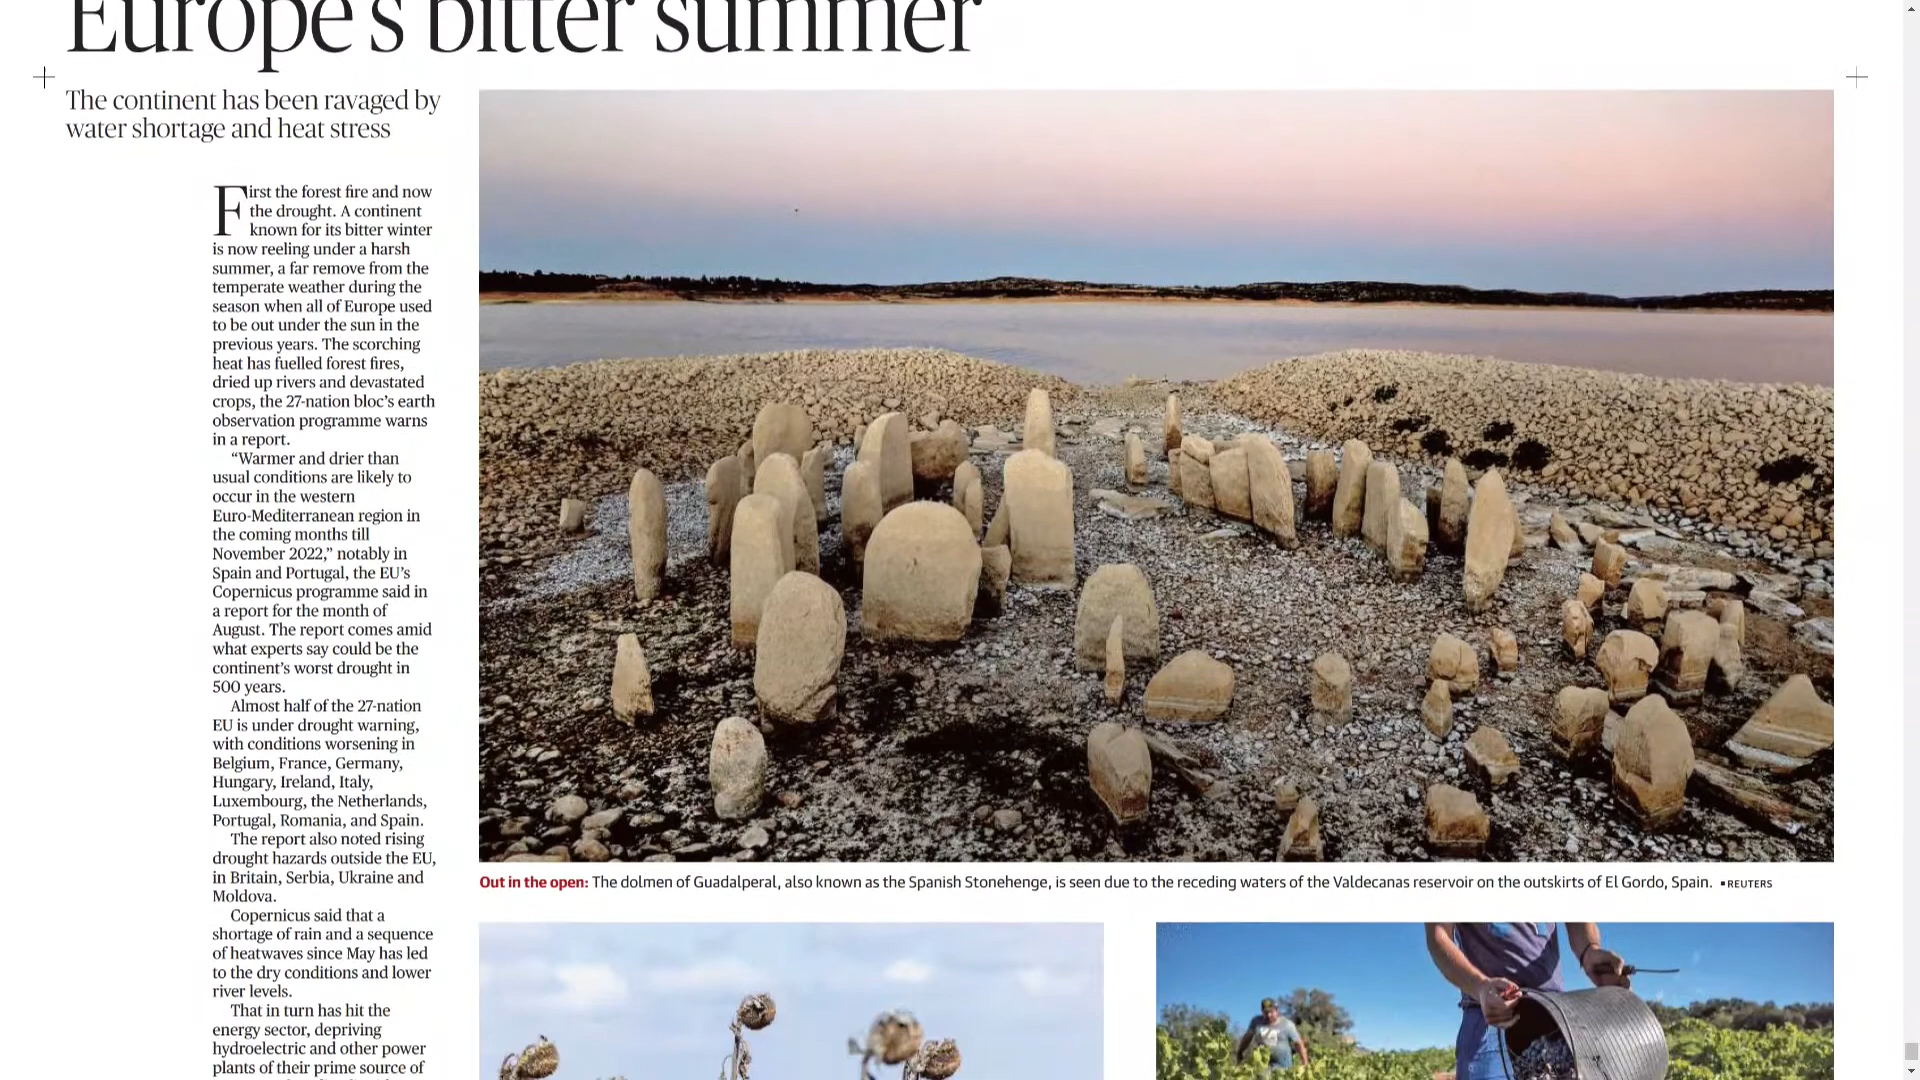 Europe's bitter summer
The continent has been ravaged by
water shortage and heat stress
First the forest fire and now
the drought. A continent
known for its bitter winter
is now reeling under a harsh
summer, a far remove from the
temperate weather during the
season when all of Europe used
to be out under the sun in the
previous years. The scorching
heat has fuelled forest fires,
dried up rivers and devastated
crops, the 27-nation bloc's earth
observation programme warns
in a report.
“Warmer and drier than
usual conditions are likely to
occur in the western
Euro-Mediterranean region in
the coming months till
November 2022,” notably in
Spain and Portugal, the EU's
Copernicus programme said in
a report for the month of
August. The report comes amid
what experts say could be the
continent's worst drought in
500 years.
Almost half of the 27-nation
EU is under drought warning,
with conditions worsening in
Belgium, France, Germany,
Hungary, Ireland, Italy,
Luxembourg, the Netherlands,
Portugal, Romania, and Spain.
The report also noted rising
drought hazards outside the EU,
in Britain, Serbia, Ukraine and
Moldova.
Copernicus said that a
shortage of rain and a sequence
of heatwaves since May has led
to the dry conditions and lower
river levels.
That in turn has hit the
energy sector, depriving
hydroelectric and other power
plants of their prime source of
Out in the open: The dolmen of Guadalperal, also known as the Spanish Stonehenge, is seen due to the receding waters of the Valdecanas reservoir on the outskirts of El Gordo, Spain. ▪REUTERS